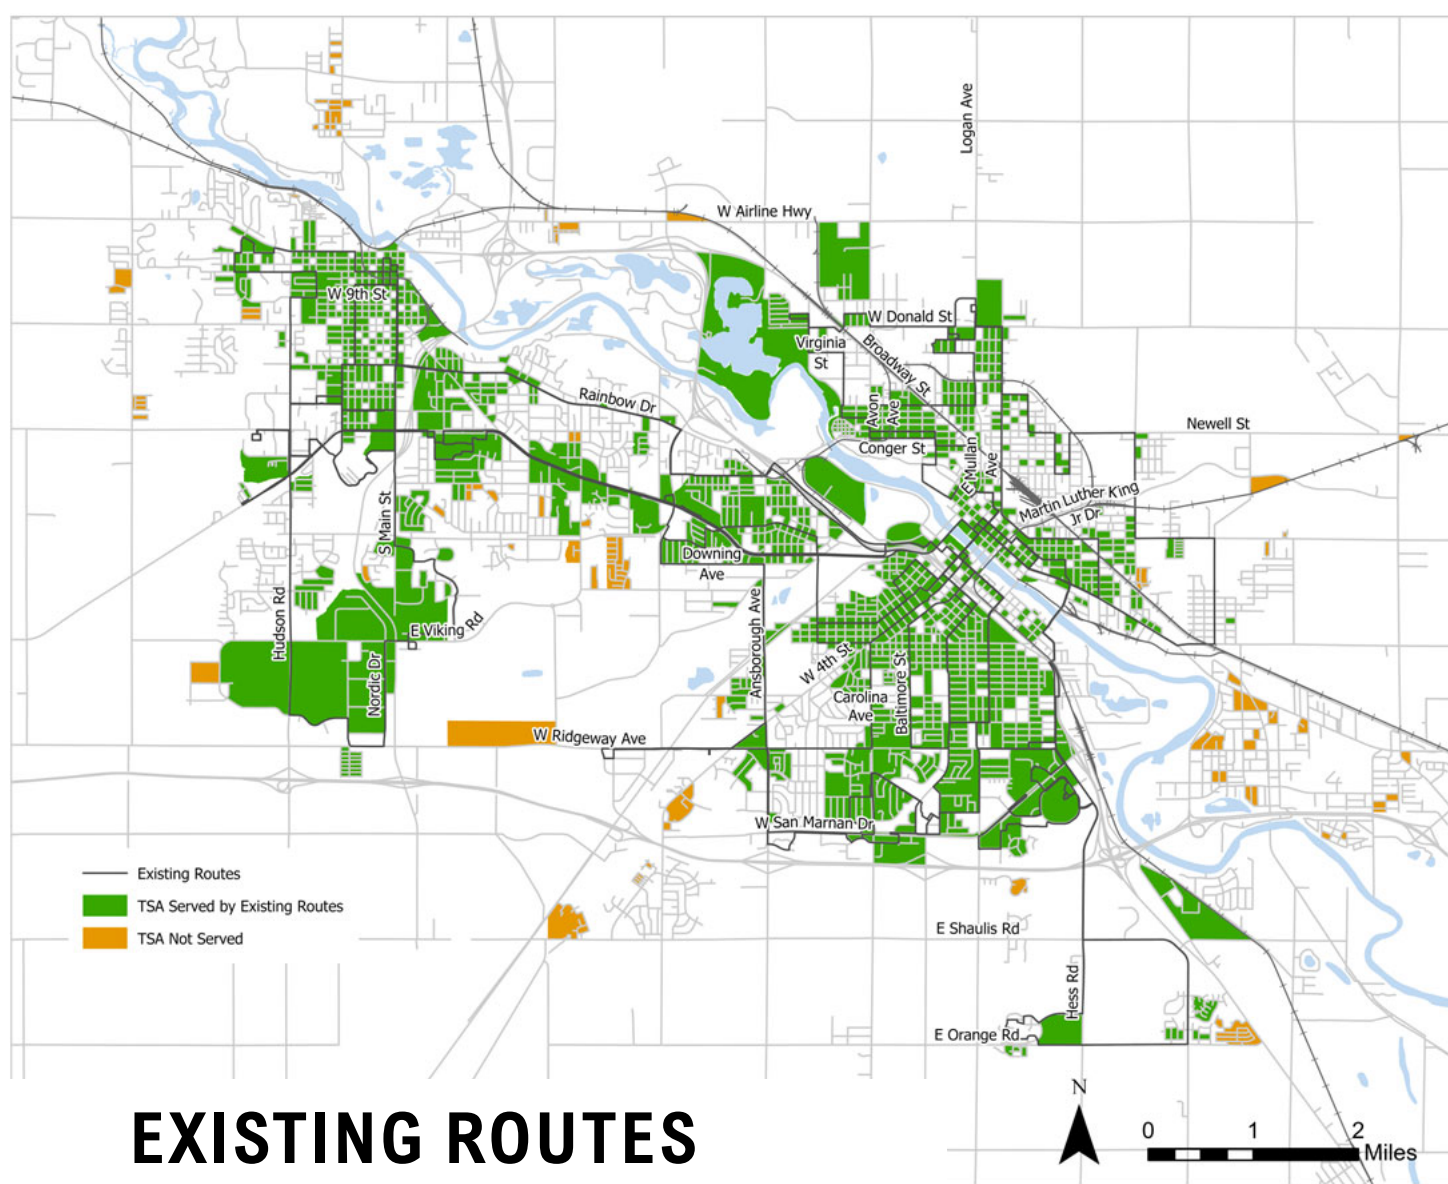 Logan Ave
W Airline Hwy
W 9th St
W Donald St
Virginia
St
Broadway St
Rainbow Dr
Avon
Ave
Newell St
Conger St
E Mullan
Ave
Martin Luther King
Jr Dr
S Main St
Downing
Ave
Hudson Rd
E Viking Rd
Ansborough Ave
W 4th St
Nordic Dr
Carolina
Ave
Baltimore St
W Ridgeway Ave
W San Marnan Dr
Existing Routes
TSA Served by Existing Routes
TSA Not Served
E Shaulis Rd
Hess Rd
E Orange Rd
N
EXISTING ROUTES
0 1 2
Miles